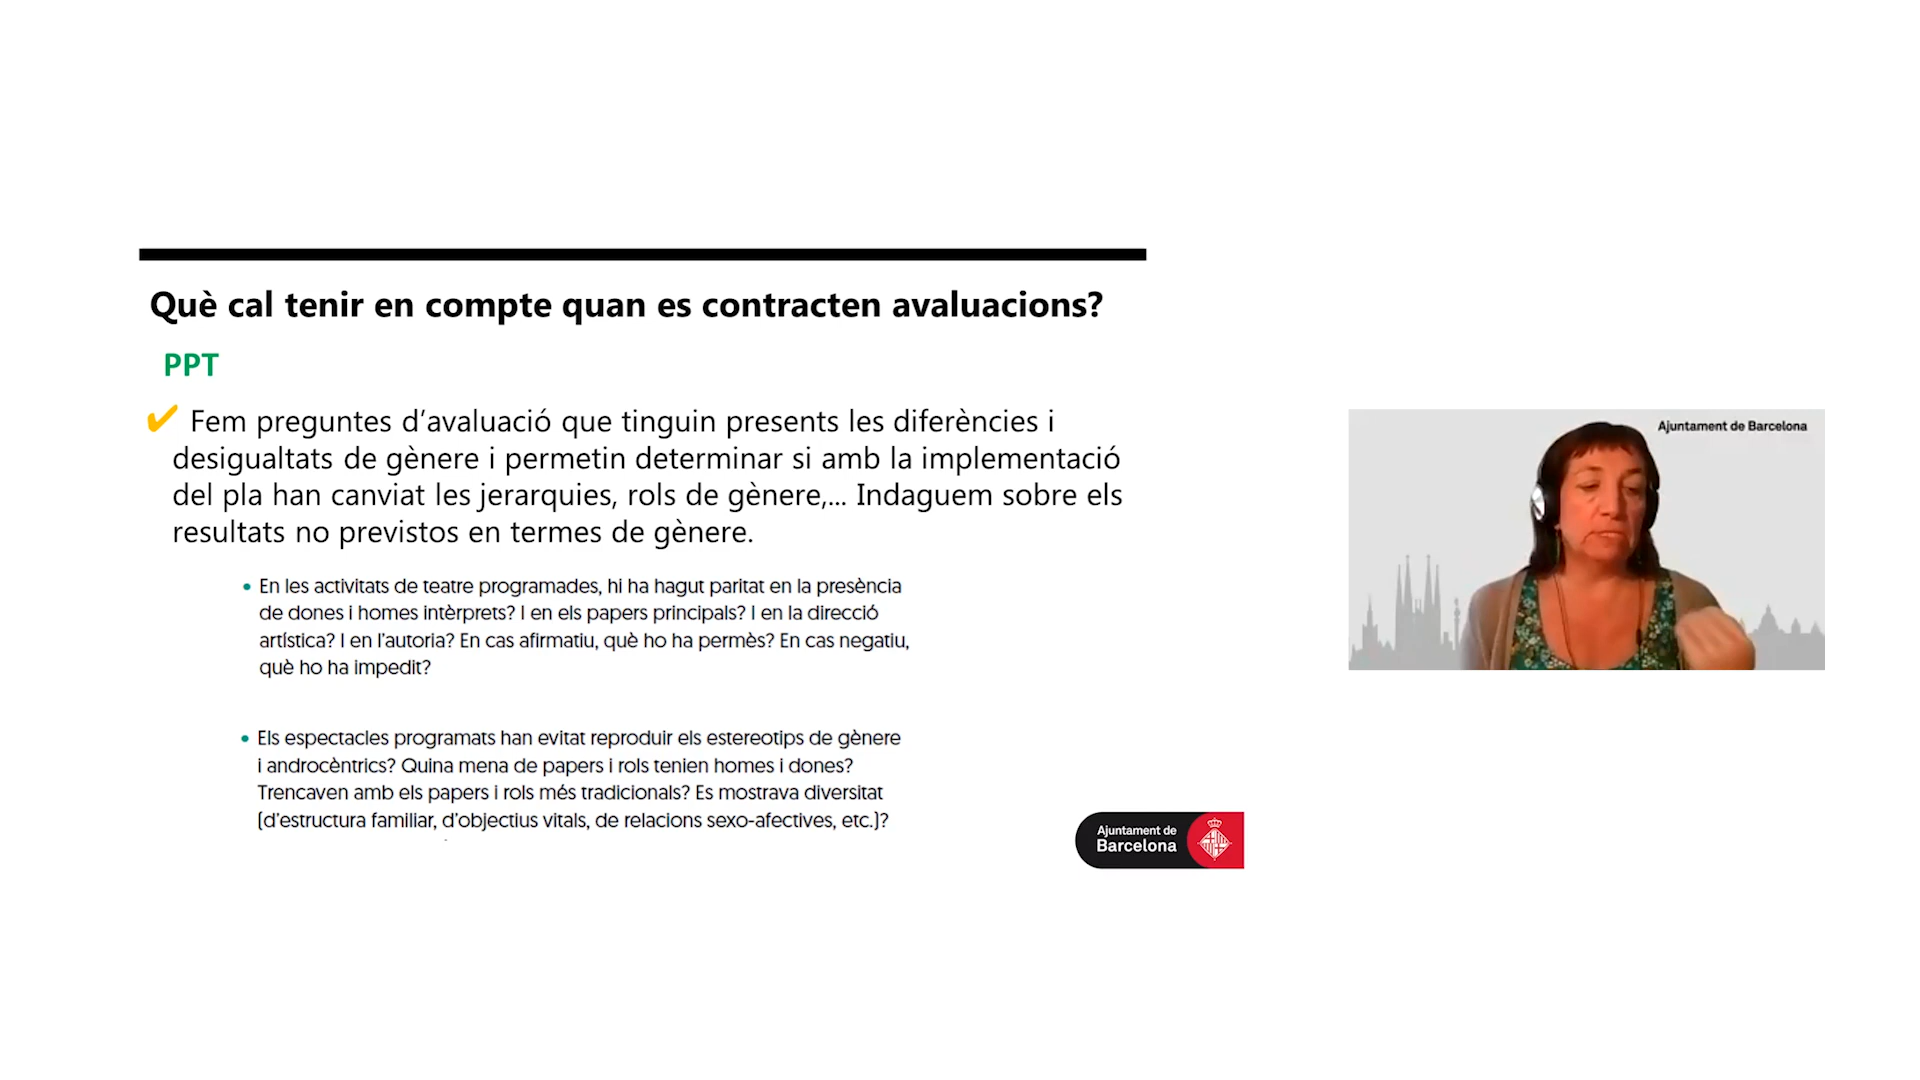 Què cal tenir en compte quan es contracten avaluacions?
PPT
✔ Fem preguntes d’avaluació que tinguin presents les diferències i
desigualtats de gènere i permetin determinar si amb la implementació
del pla han canviat les jerarquies, rols de gènere,... Indaguem sobre els
resultats no previstos en termes de gènere.
• En les activitats de teatre programades, hi ha hagut paritat en la presència
de dones i homes intèrprets? I en els papers principals? I en la direcció
artística? I en l’autoria? En cas afirmatiu, què ho ha permès? En cas negatiu,
què ho ha impedit?
• Els espectacles programats han evitat reproduir els estereotips de gènere
i androcèntrics? Quina mena de papers i rols tenien homes i dones?
Trencaven amb els papers i rols més tradicionals? Es mostrava diversitat
(d’estructura familiar, d’objectius vitals, de relacions sexo-afectives, etc.)?
Ajuntament de
Barcelona
Ajuntament de Barcelona